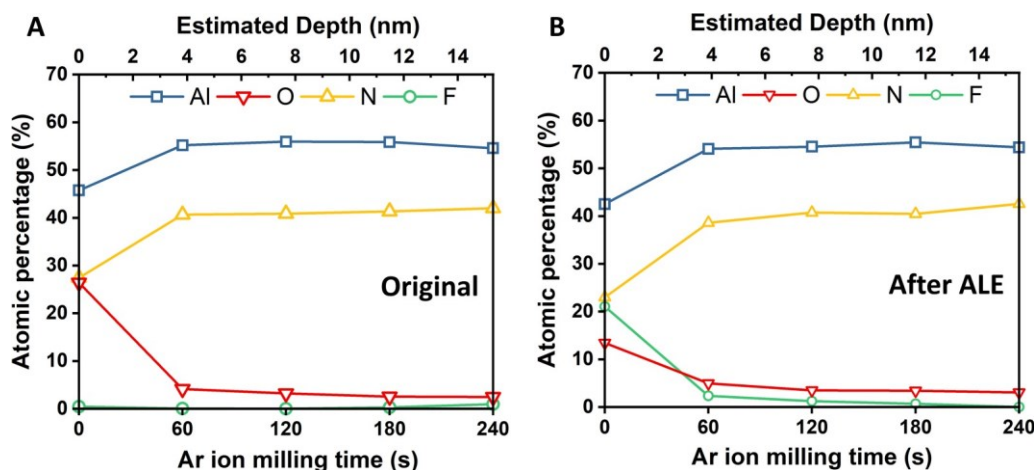 A
Estimated Depth (nm)
0 2 4 6 8 10 12 14
Al O N F
70
60
50
40
30
20
10
0
Atomic percentage (%)
Original
0 60 120 180 240
Ar ion milling time (s)
B
Estimated Depth (nm)
0 2 4 6 8 10 12 14
Al O N F
70
60
50
40
30
20
10
0
Atomic percentage (%)
After ALE
0 60 120 180 240
Ar ion milling time (s)